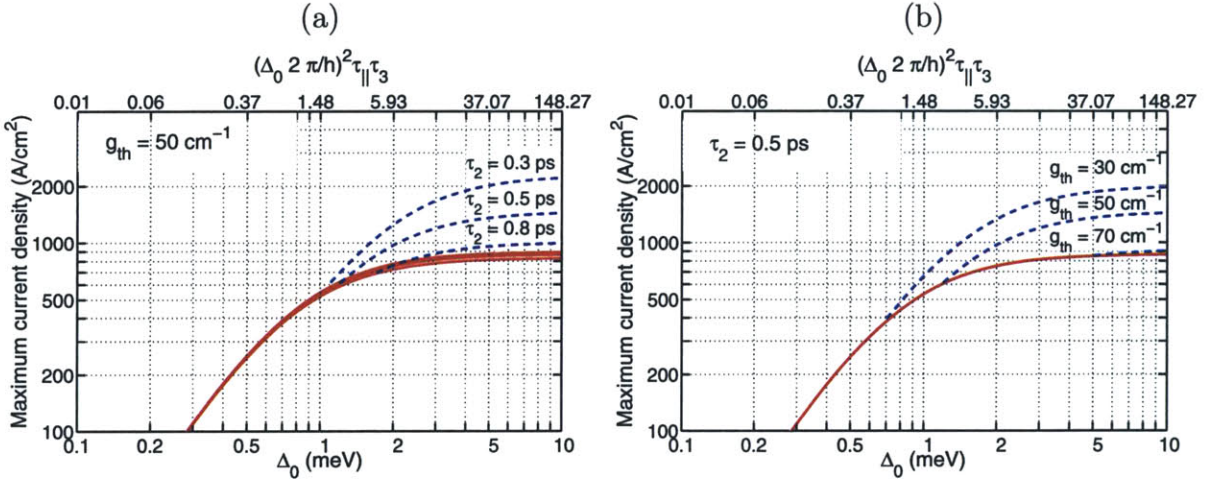 (a)
(Δ₀ 2 π/h)²τ||τ₃
0.01 0.06 0.37 1.48 5.93 37.07 148.27
g_th = 50 cm⁻¹
τ₂ = 0.3 ps
τ₂ = 0.5 ps
τ₂ = 0.8 ps
Maximum current density (A/cm²)
2000
1000
500
200
100
0.1 0.2 0.5 1 2 5 10
Δ₀ (meV)
(b)
(Δ₀ 2 π/h)²τ||τ₃
0.01 0.06 0.37 1.48 5.93 37.07 148.27
τ₂ = 0.5 ps
g_th = 30 cm⁻¹
g_th = 50 cm⁻¹
g_th = 70 cm⁻¹
Maximum current density (A/cm²)
2000
1000
500
200
100
0.1 0.2 0.5 1 2 5 10
Δ₀ (meV)